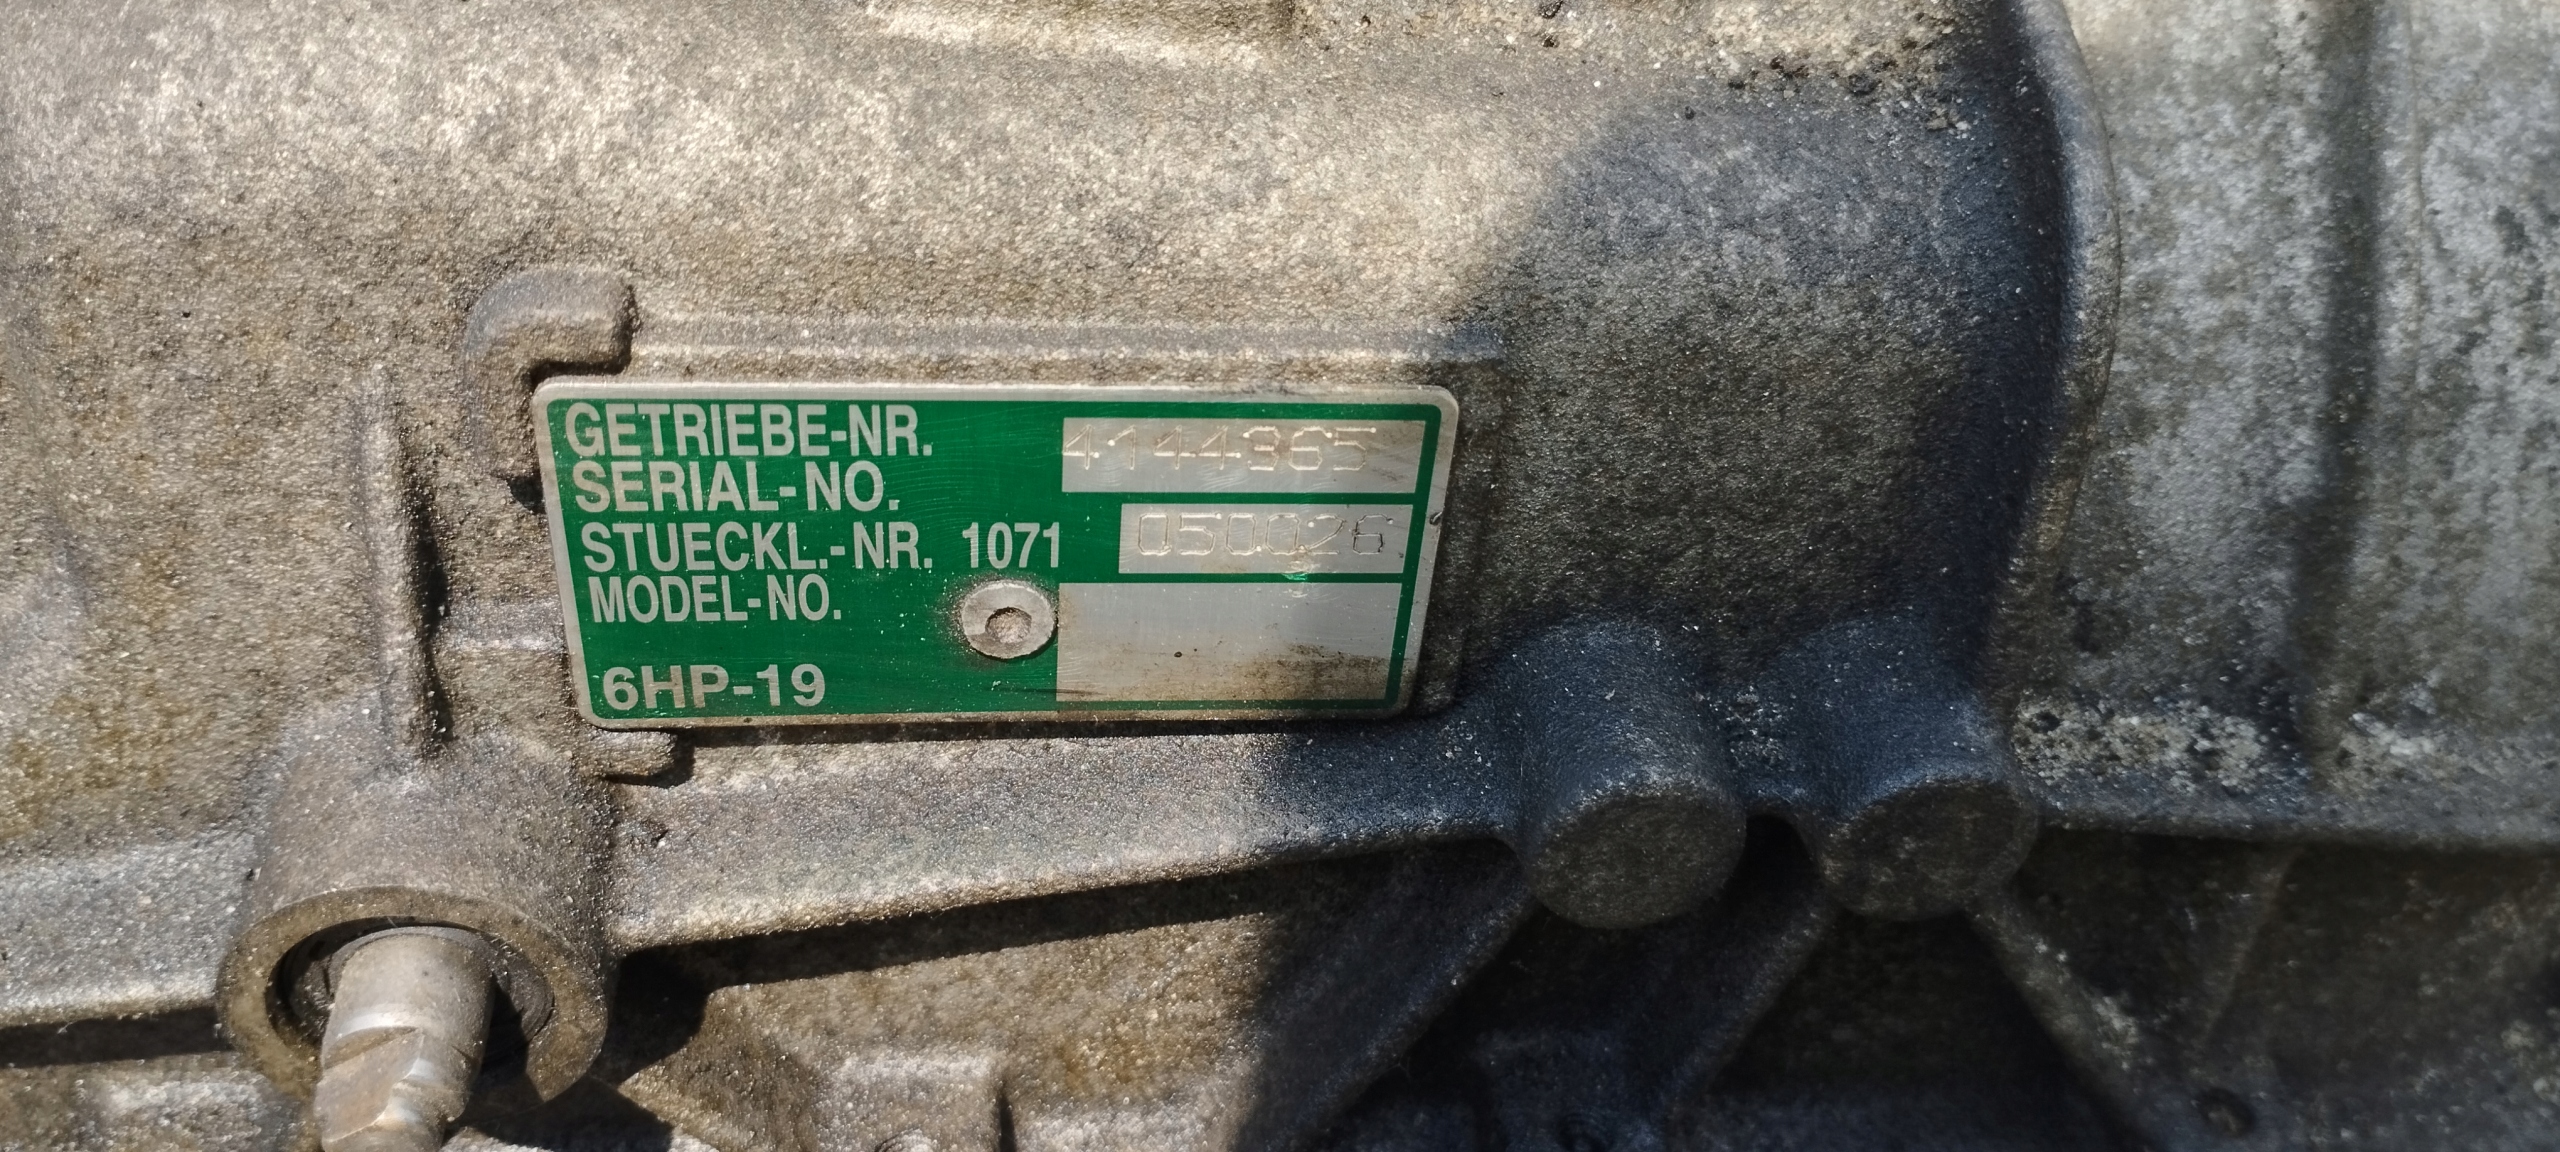 GETRIEBE-NR.
SERIAL-NO. 4144365
STUECKL.-NR. 1071 050026
MODEL-NO.
6HP-19